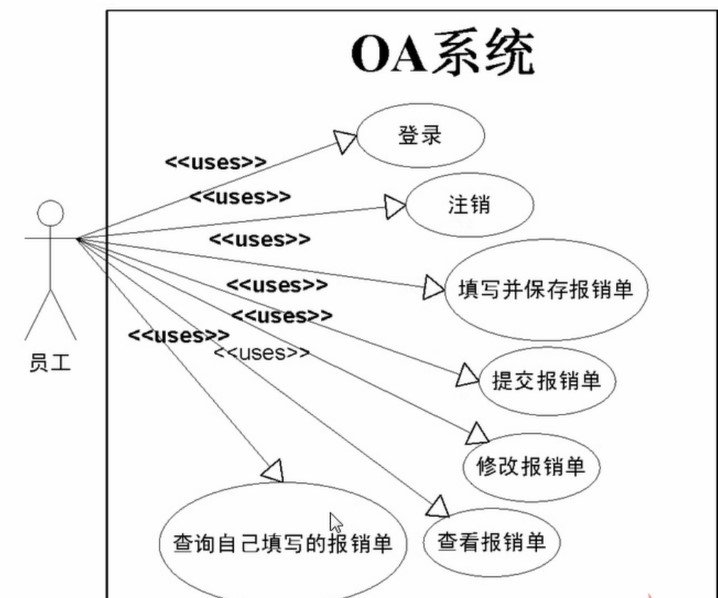 OA系统
登录
<<uses>>
<<uses>>
注销
<<uses>>
<<uses>>
填写并保存报销单
<<uses>>
<<uses>>
<<uses>>
员工
提交报销单
修改报销单
查询自己填写的报销单
查看报销单